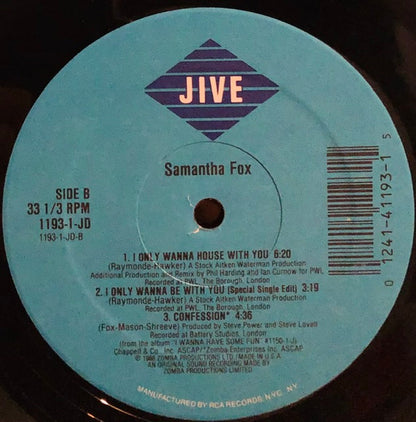 JIVE
Samantha Fox
SIDE B
33 1/3 RPM
1193-1-JD
1193-1-JD-B
0 1241-41193-1 5
1. I ONLY WANNA HOUSE WITH YOU 6:20
(Raymonde-Hawker) A Stock Aitken Waterman Production
Additional Production and Remix by Phil Harding and Ian Curnow for PWL
Recorded at PWL, The Borough, London
2. I ONLY WANNA BE WITH YOU (Special Single Edit) 3:19
(Raymonde-Hawker) A Stock Aitken Waterman Production
Recorded at PWL, The Borough, London
3. CONFESSION* 4:36
(Fox-Mason-Shreeve) Produced by Steve Power and Steve Lovell
Recorded at Battery Studios, London
(from the album "I WANNA HAVE SOME FUN" #1150-1-J)
Chappell & Co. Inc. ASCAP/*Zomba Enterprises Inc. ASCAP
℗ 1988 ZOMBA PRODUCTIONS LTD./MADE IN U.S.A.
AN ORIGINAL SOUND RECORDING MADE BY
ZOMBA PRODUCTIONS LIMITED
MANUFACTURED BY RCA RECORDS, NYC, NY